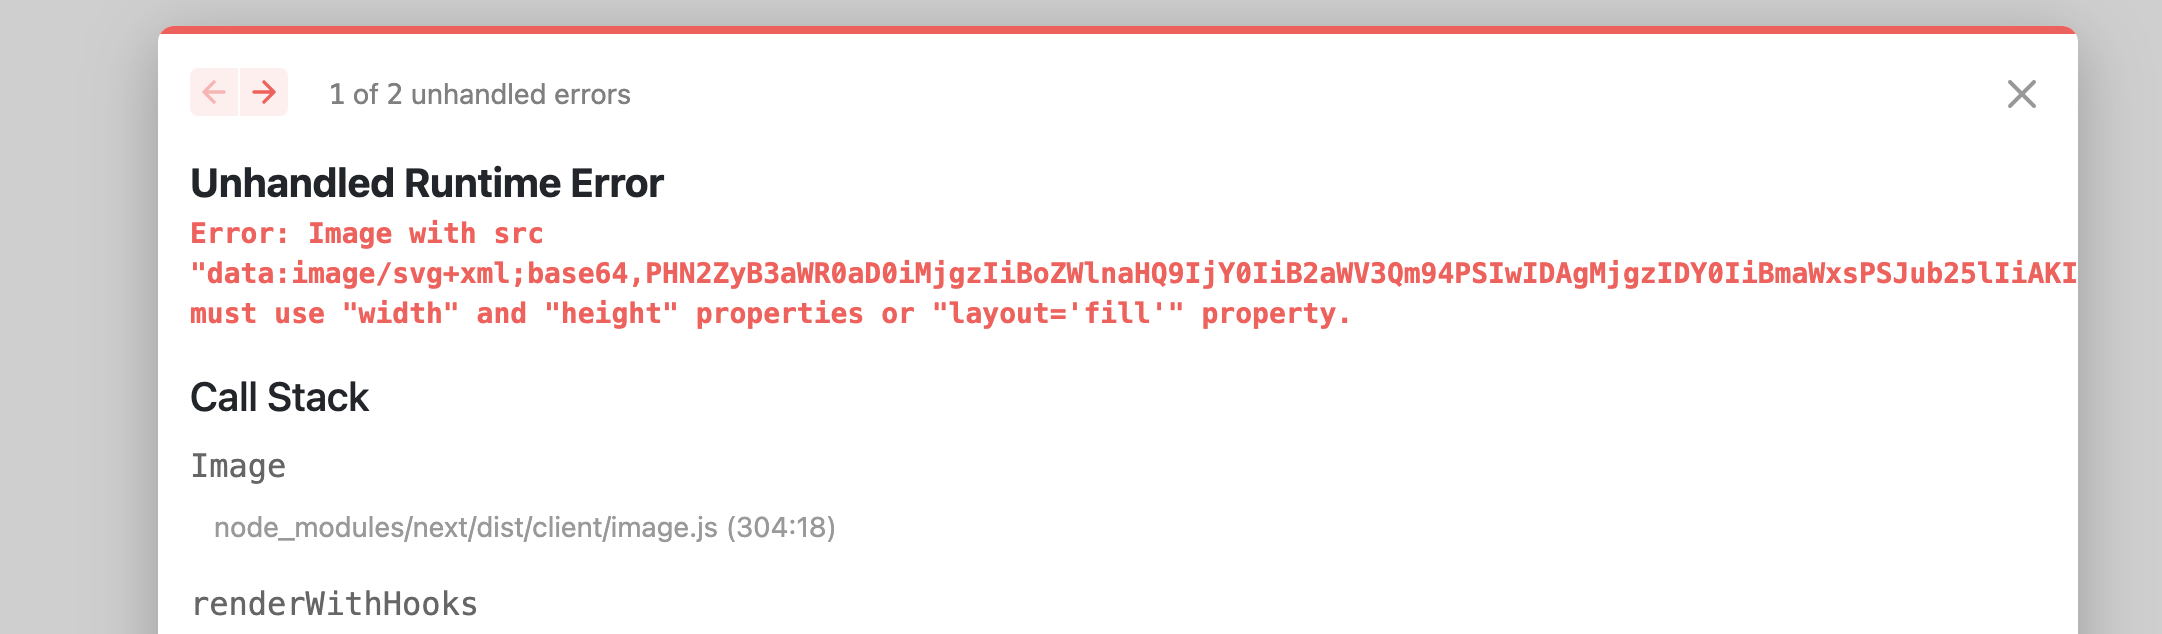 1 of 2 unhandled errors
Unhandled Runtime Error
Error: Image with src
"data:image/svg+xml;base64,PHN2ZyB3aWR0aD0iMjgzIiBoZWlnaHQ9IjY0IiB2aWV3Qm94PSIwIDAgMjgzIDY0IiBmaWxsPSJub25lIiAKI
must use "width" and "height" properties or "layout='fill'" property.
Call Stack
Image
node_modules/next/dist/client/image.js (304:18)
renderWithHooks